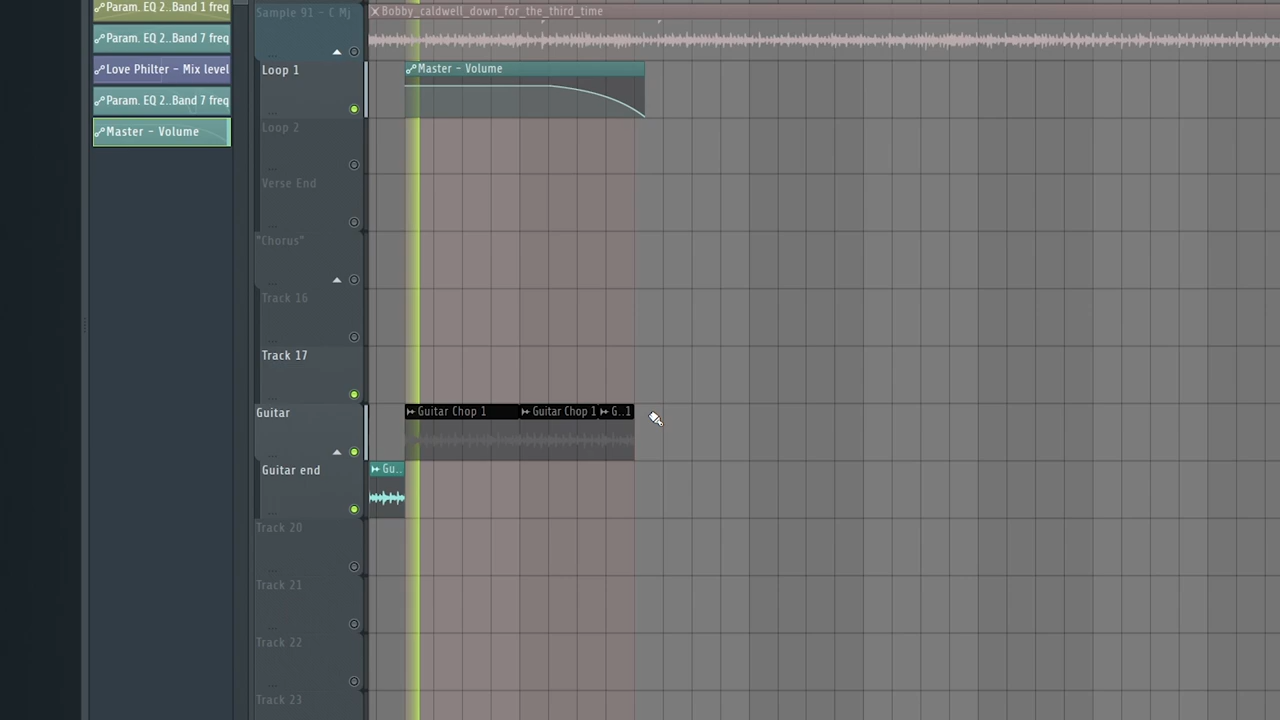 Param. EQ 2..Band 1 freq
Param. EQ 2..Band 7 freq
Love Philter - Mix level
Param. EQ 2..Band 7 freq
Master - Volume
Sample 91 - C Mj
Bobby_caldwell_down_for_the_third_time
Loop 1
Master - Volume
Loop 2
Verse End
"Chorus"
Track 16
Track 17
Guitar
Guitar Chop 1
Guitar Chop 1
G..1
Guitar end
Gu..
Track 20
Track 21
Track 22
Track 23